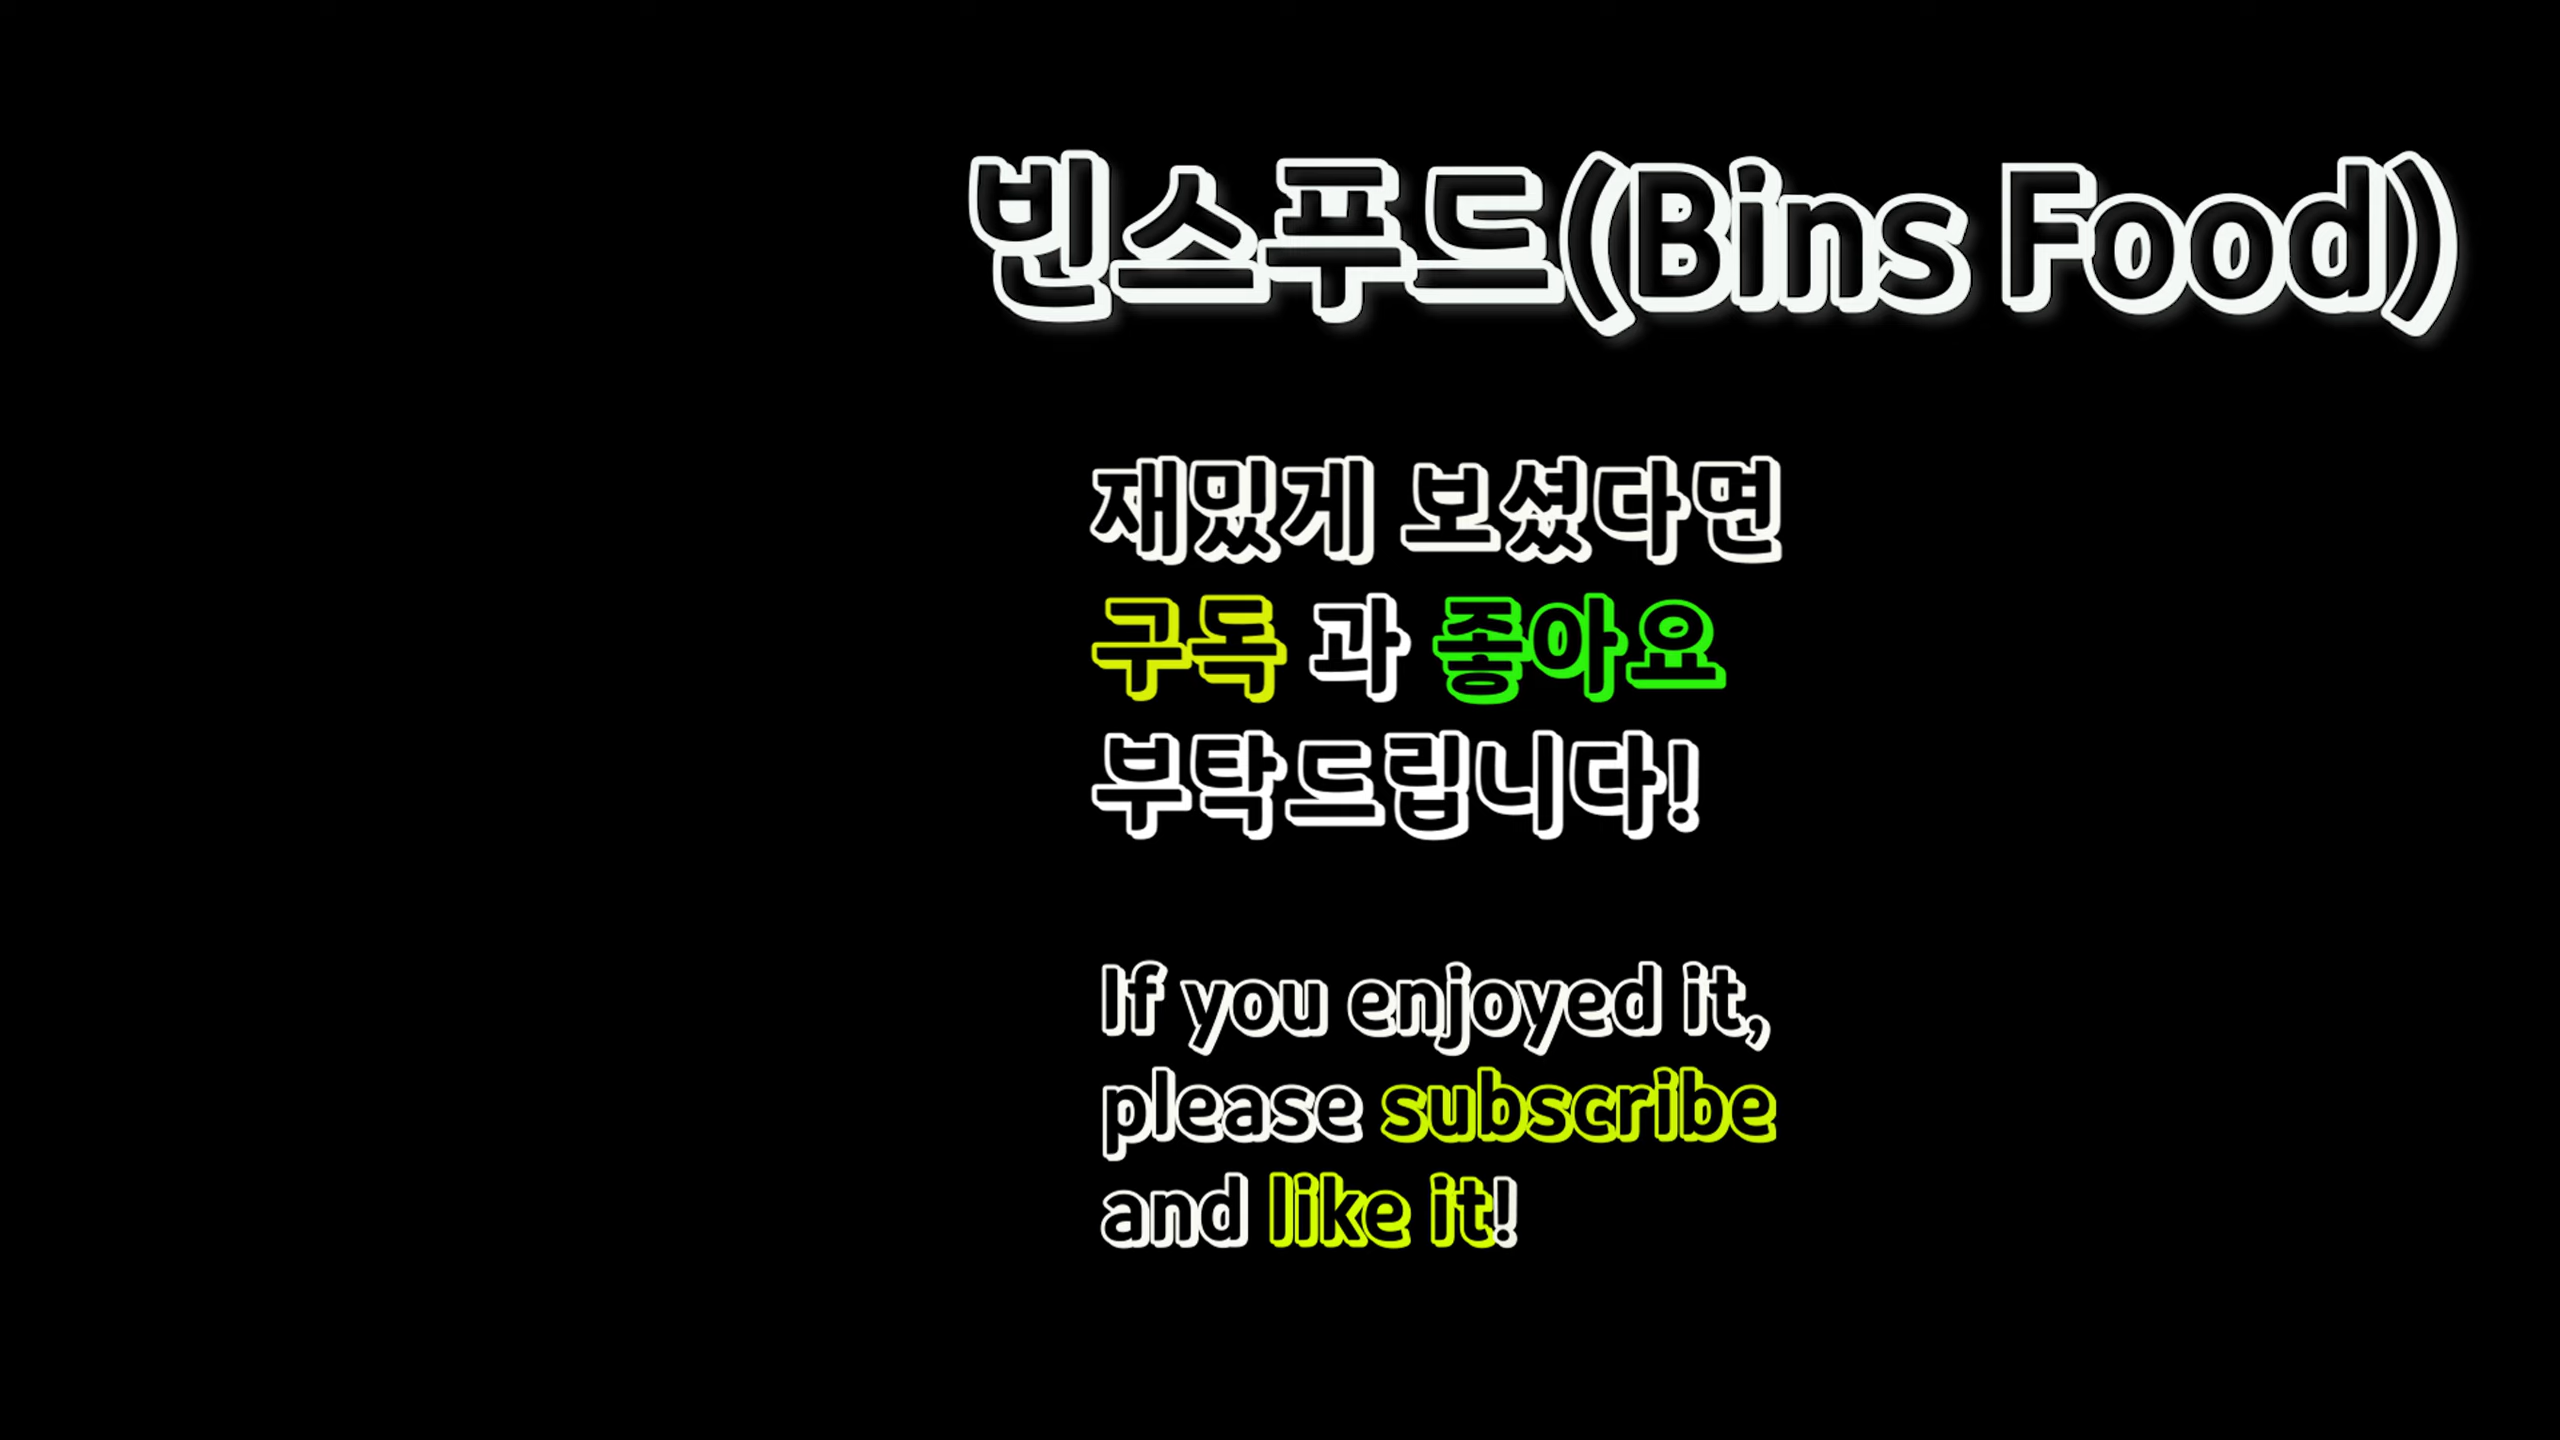 빈스푸드(Bins Food)
재밌게 보셨다면
구독 과 좋아요
부탁드립니다!
If you enjoyed it,
please subscribe
and like it!